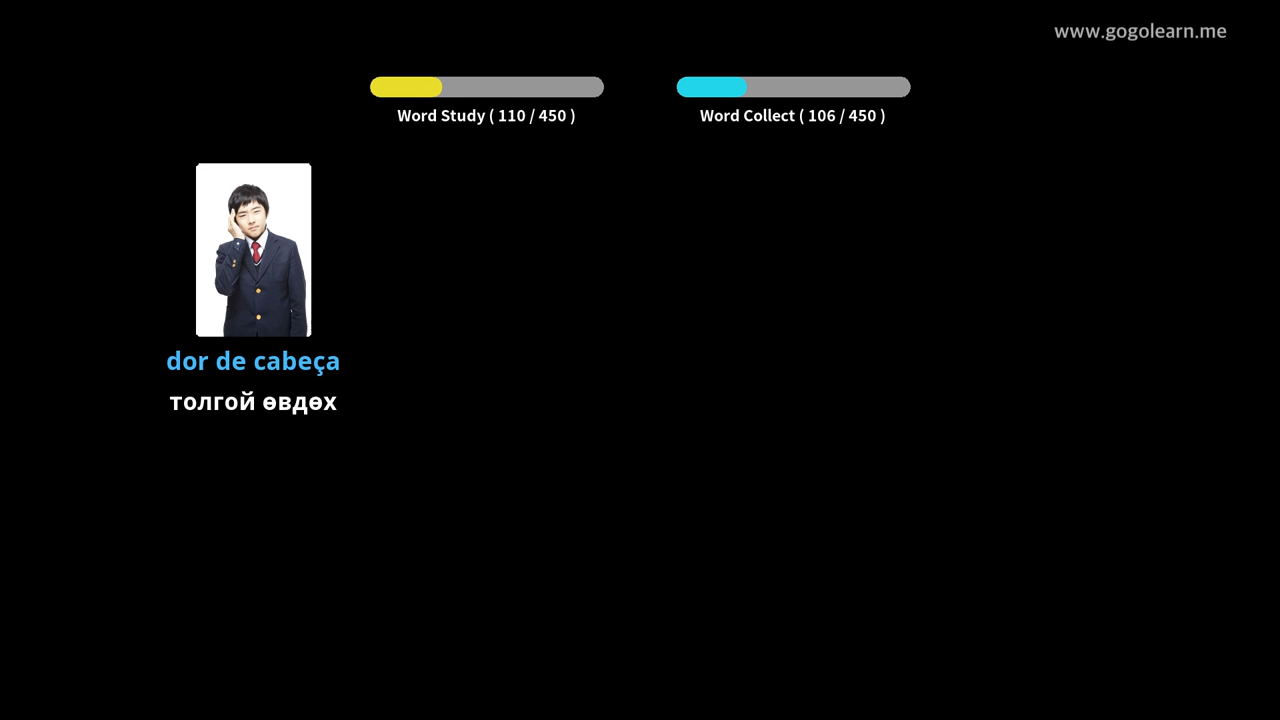 www.gogolearn.me
Word Study ( 110 / 450 )
Word Collect ( 106 / 450 )
dor de cabeça
толгой өвдөх